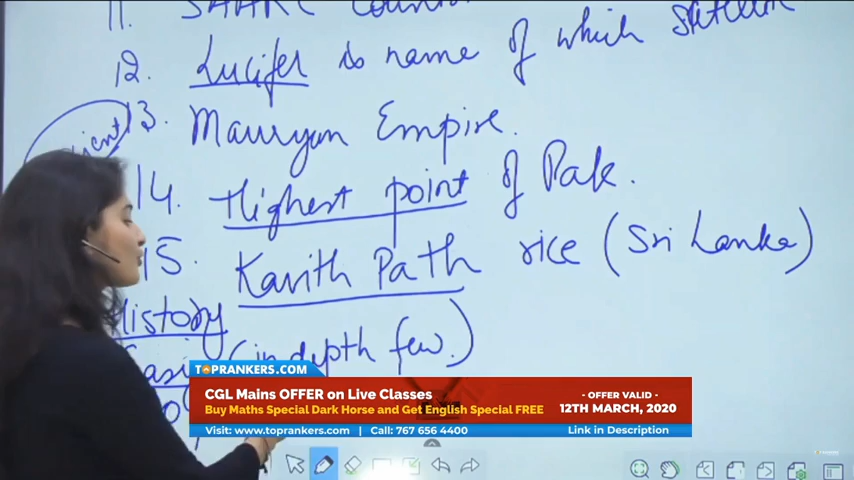 11. SAARC
12. Lucifer is name of which
13. Mauryan Empire.
14. Highest point of Pak.
15. Kavith Path rice (Sri Lanka)
History
(in depth few.)
TOPRANKERS.COM
CGL Mains OFFER on Live Classes
Buy Maths Special Dark Horse and Get English Special FREE
- OFFER VALID -
12TH MARCH, 2020
Visit: www.toprankers.com | Call: 767 656 4400
Link in Description